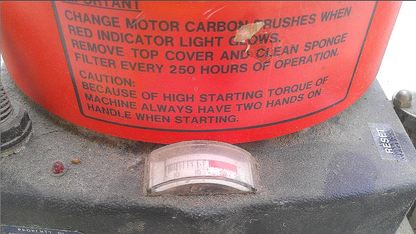 IMPORTANT
CHANGE MOTOR CARBON BRUSHES WHEN
RED INDICATOR LIGHT GLOWS.
REMOVE TOP COVER AND CLEAN SPONGE
FILTER EVERY 250 HOURS OF OPERATION.
CAUTION:
BECAUSE OF HIGH STARTING TORQUE OF
MACHINE ALWAYS HAVE TWO HANDS ON
HANDLE WHEN STARTING.
RESET
PROPERTY OF